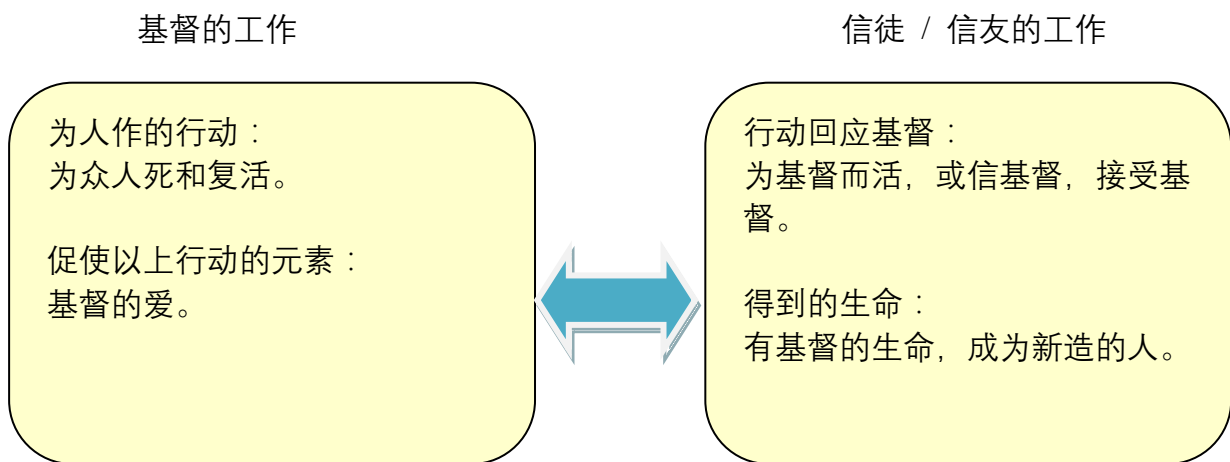 基督的工作
信徒 / 信友的工作
为人作的行动：
为众人死和复活。
促使以上行动的元素：
基督的爱。
行动回应基督：
为基督而活，或信基督，接受基
督。
得到的生命：
有基督的生命，成为新造的人。